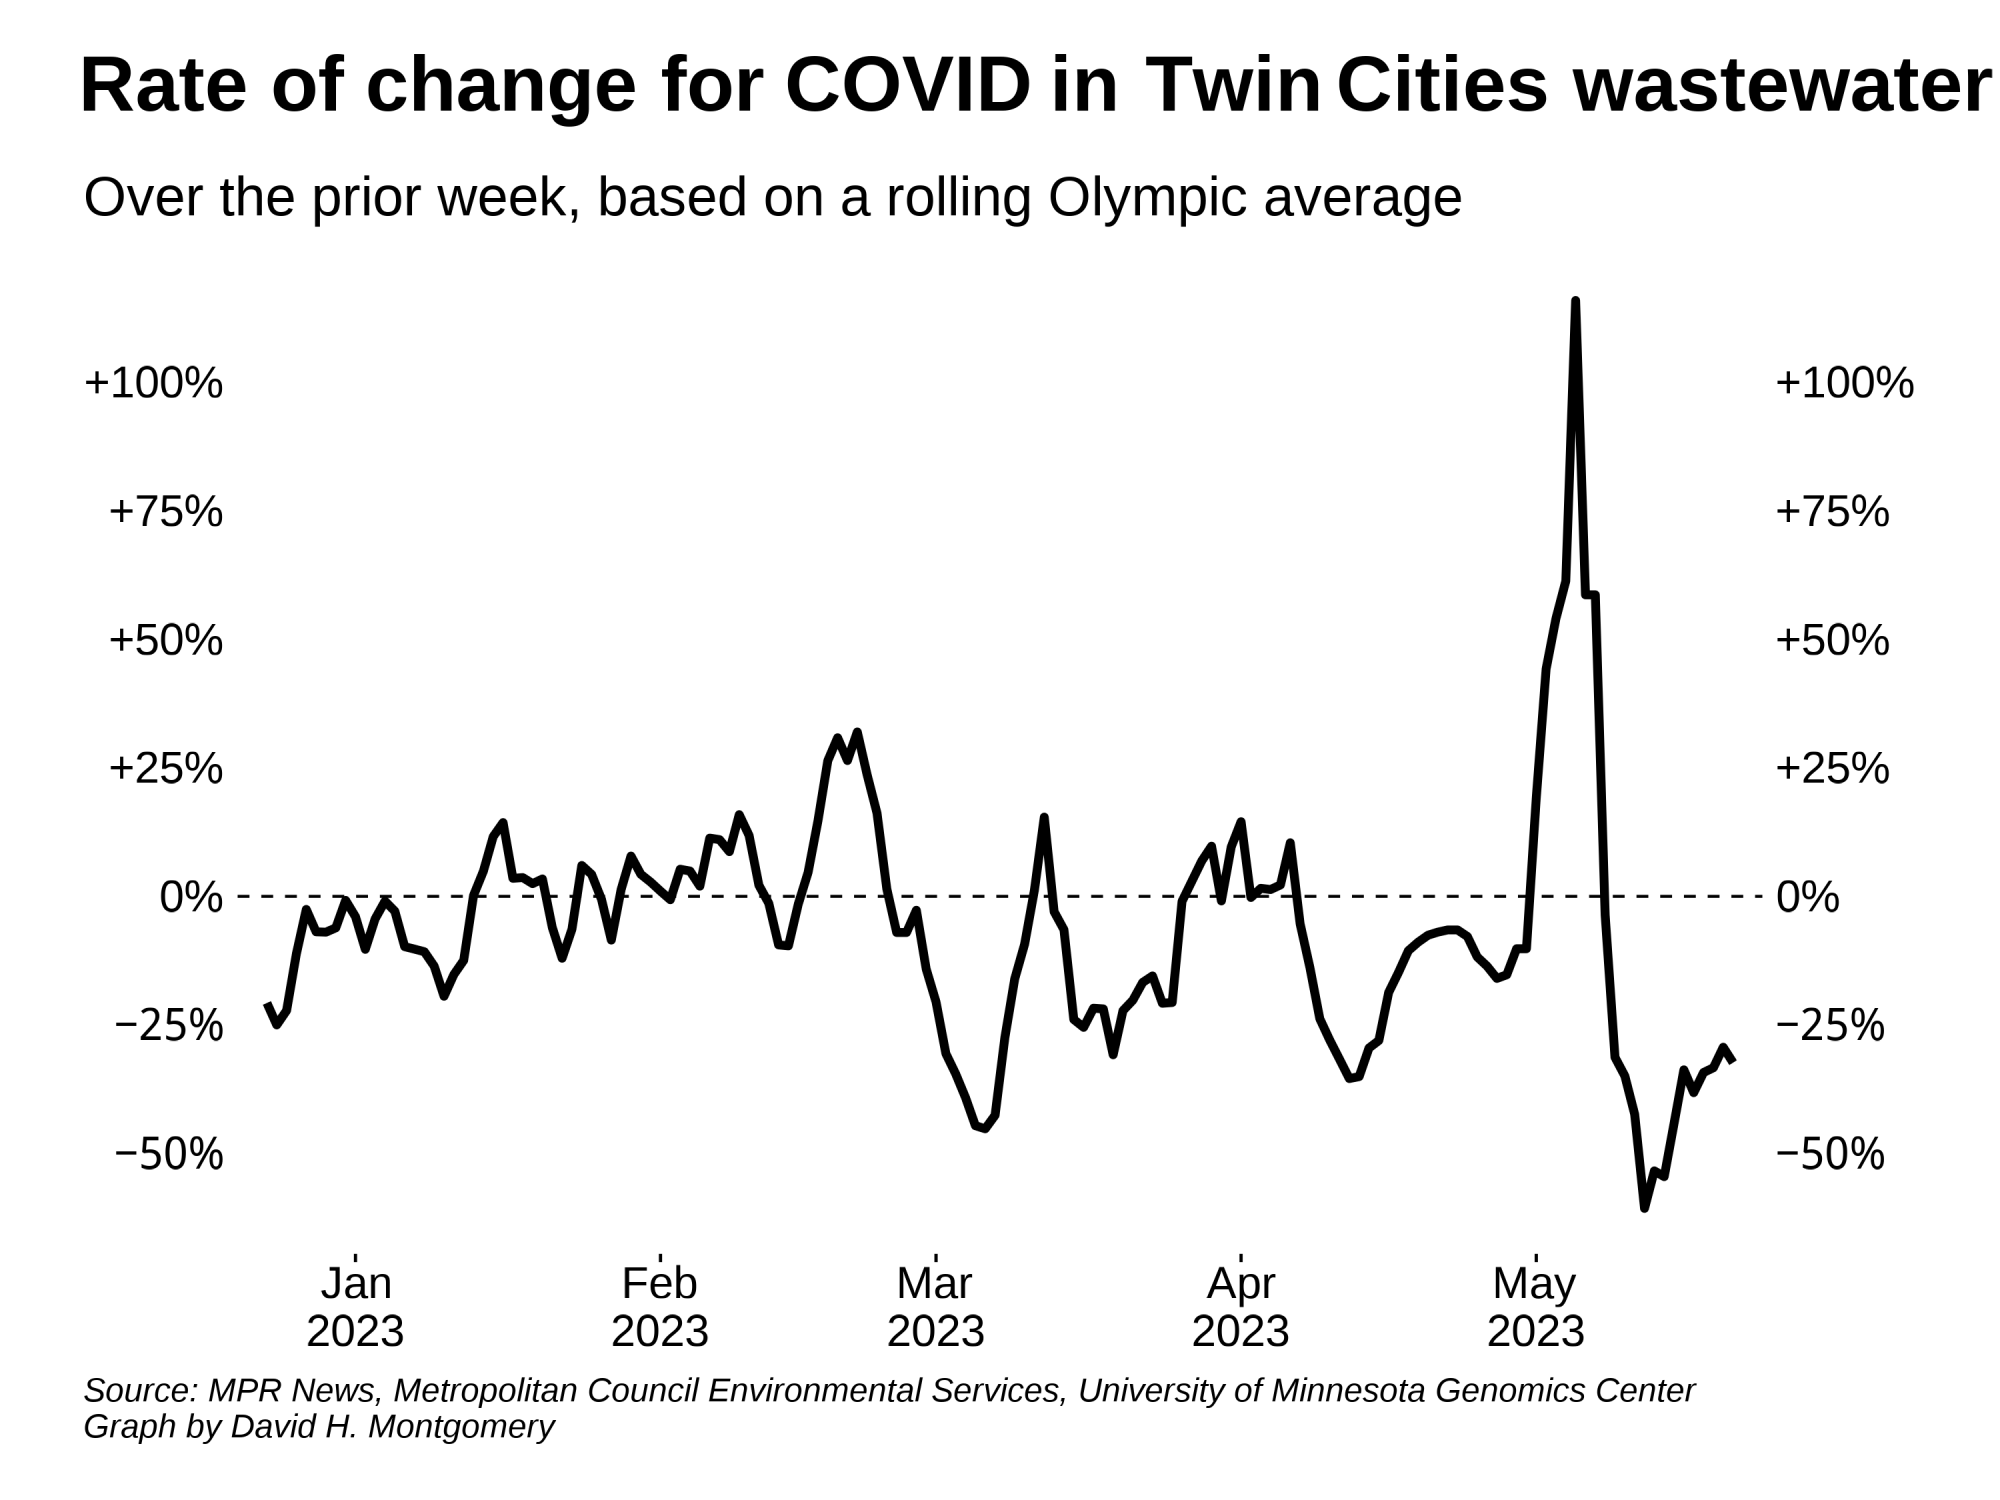 Rate of change for COVID in Twin Cities wastewater
Over the prior week, based on a rolling Olympic average
+100% +100%
+75% +75%
+50% +50%
+25% +25%
0% 0%
−25% −25%
−50% −50%
Jan Feb Mar Apr May
2023 2023 2023 2023 2023
Source: MPR News, Metropolitan Council Environmental Services, University of Minnesota Genomics Center
Graph by David H. Montgomery